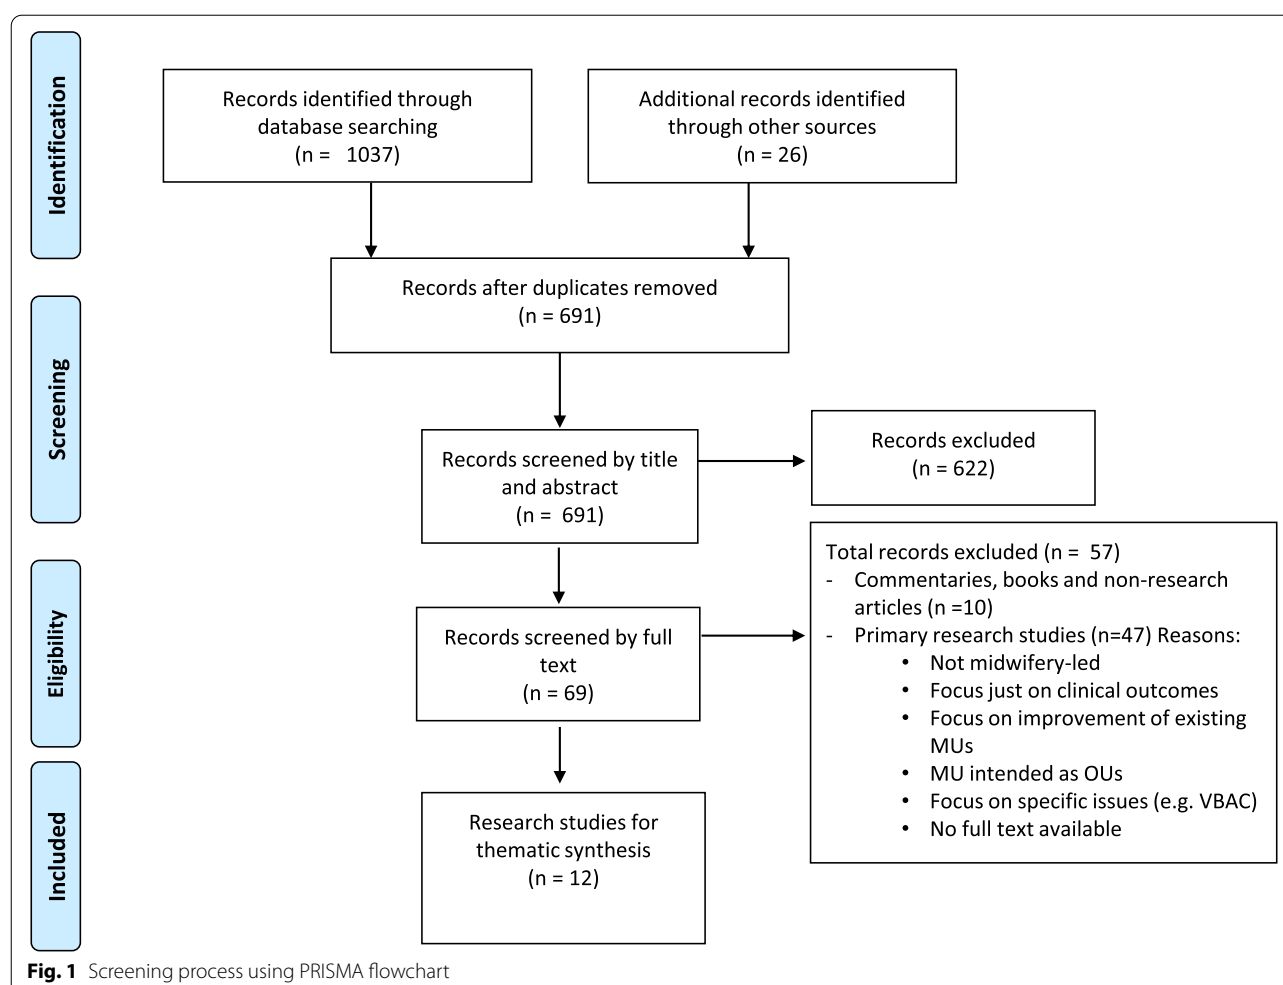 Identification
Records identified through
database searching
(n =   1037)
Additional records identified
through other sources
(n = 26)
Records after duplicates removed
(n = 691)
Screening
Records screened by title
and abstract
(n =  691)
Records excluded
(n = 622)
Eligibility
Records screened by full
text
(n = 69)
Total records excluded (n =  57)
- Commentaries, books and non-research
articles (n =10)
- Primary research studies (n=47) Reasons:
• Not midwifery-led
• Focus just on clinical outcomes
• Focus on improvement of existing
MUs
• MU intended as OUs
• Focus on specific issues (e.g. VBAC)
• No full text available
Included
Research studies for
thematic synthesis
(n = 12)
Fig. 1 Screening process using PRISMA flowchart